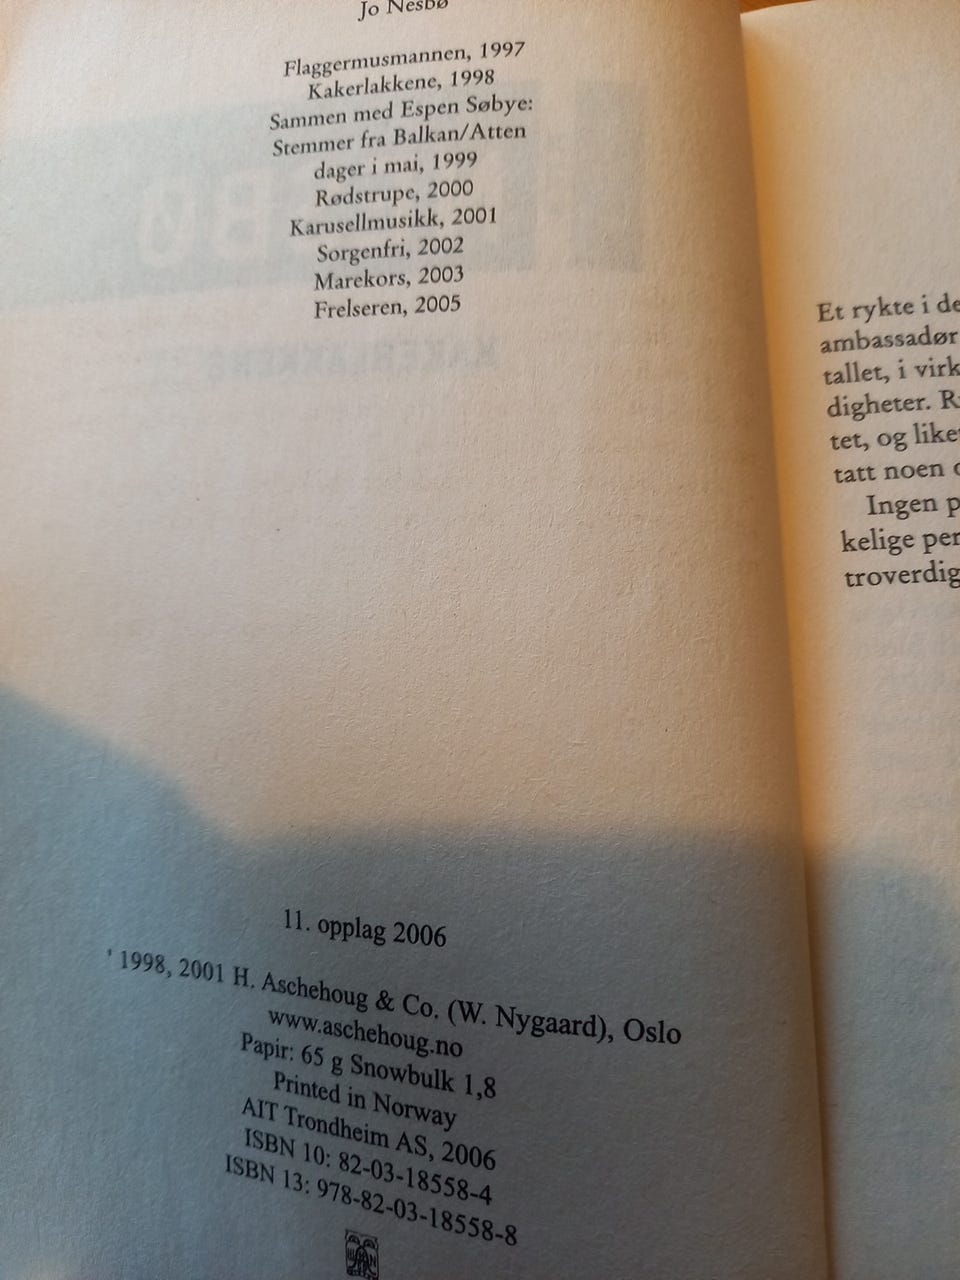 Jo Nesbø
Flaggermusmannen, 1997
Kakerlakkene, 1998
Sammen med Espen Søbye:
Stemmer fra Balkan/Atten
dager i mai, 1999
Rødstrupe, 2000
Karusellmusikk, 2001
Sorgenfri, 2002
Marekors, 2003
Frelseren, 2005
11. opplag 2006
' 1998, 2001 H. Aschehoug & Co. (W. Nygaard), Oslo
www.aschehoug.no
Papir: 65 g Snowbulk 1,8
Printed in Norway
AIT Trondheim AS, 2006
ISBN 10: 82-03-18558-4
ISBN 13: 978-82-03-18558-8
Et rykte i de
ambassadør
tallet, i virk
digheter. R
tet, og like
tatt noen
Ingen p
kelige per
troverdig